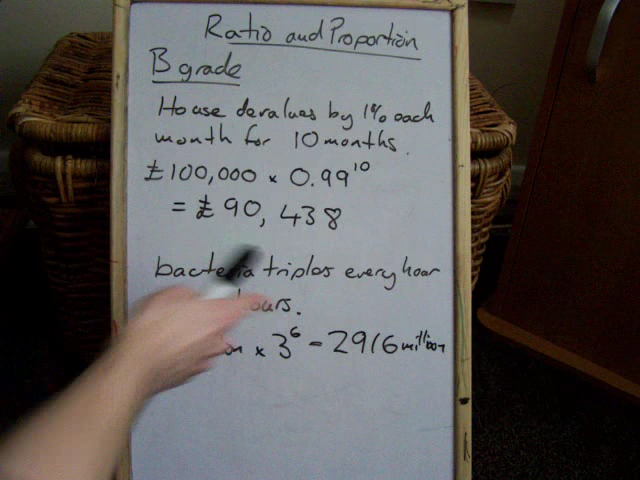 Ratio and Proportion
B grade
House devalues by 1% each
month for 10 months.
£100,000 × 0.99¹⁰
= £90,438
bacteria triples every hour
hours.
× 3⁶ = 2916 million